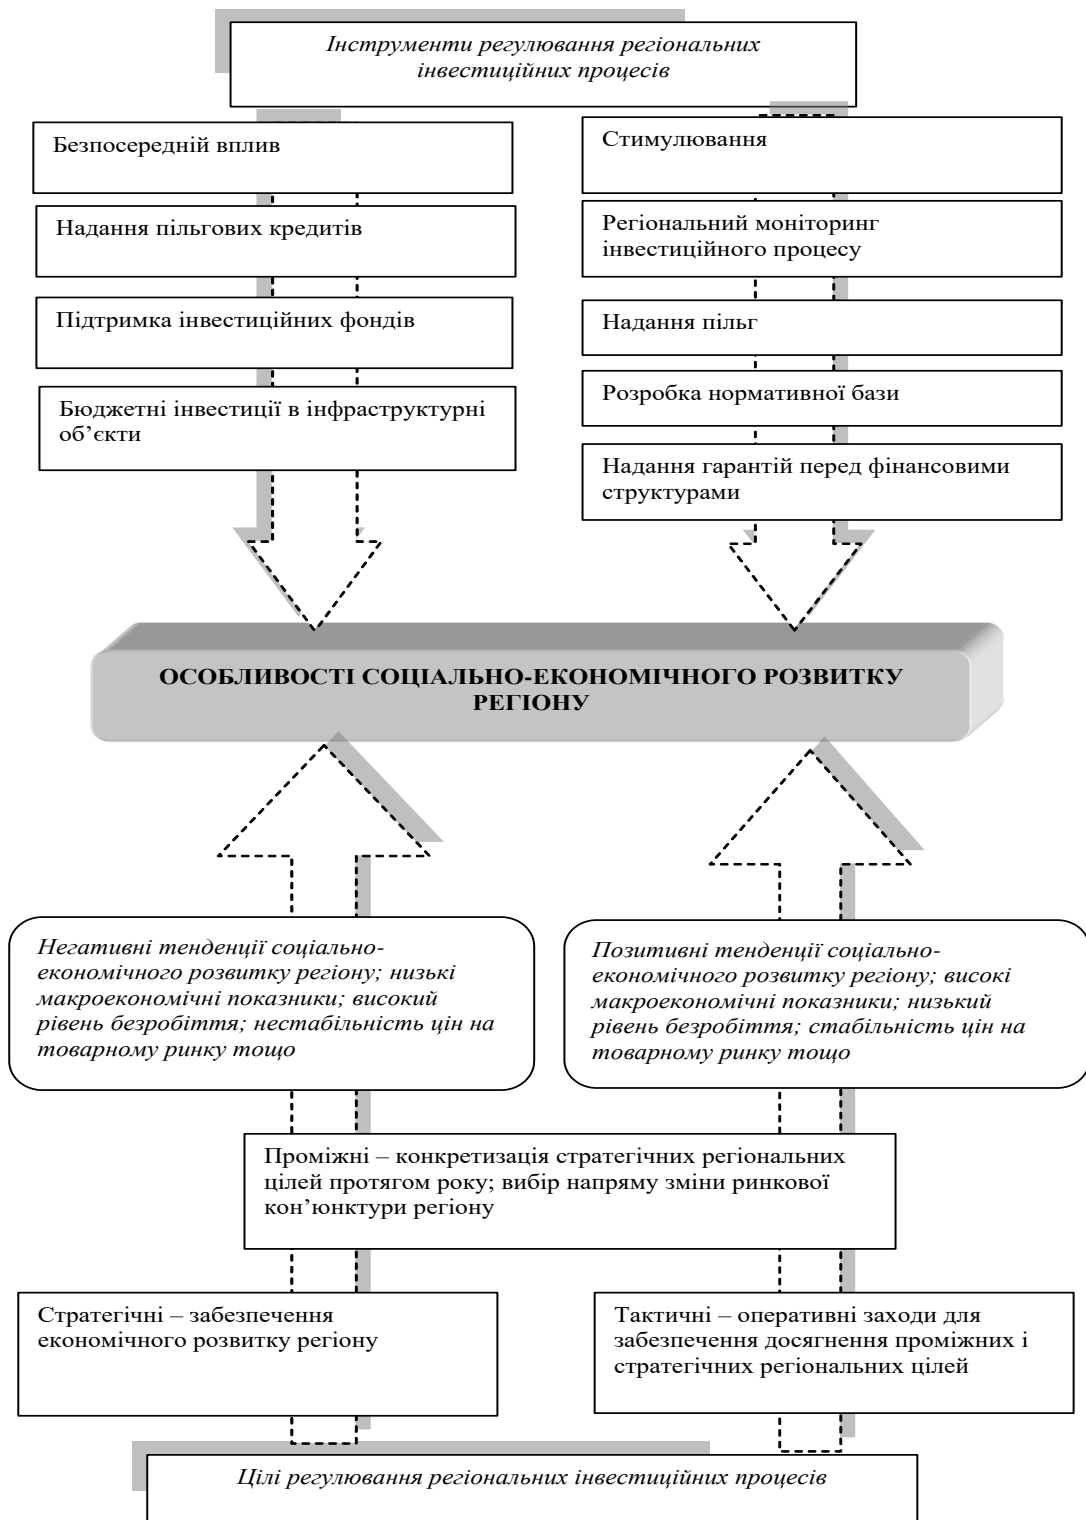 Інструменти регулювання регіональних
інвестиційних процесів
Безпосередній вплив
Надання пільгових кредитів
Підтримка інвестиційних фондів
Бюджетні інвестиції в інфраструктурні
об’єкти
Стимулювання
Регіональний моніторинг
інвестиційного процесу
Надання пільг
Розробка нормативної бази
Надання гарантій перед фінансовими
структурами
ОСОБЛИВОСТІ СОЦІАЛЬНО-ЕКОНОМІЧНОГО РОЗВИТКУ
РЕГІОНУ
Негативні тенденції соціально-
економічного розвитку регіону; низькі
макроекономічні показники; високий
рівень безробіття; нестабільність цін на
товарному ринку тощо
Позитивні тенденції соціально-
економічного розвитку регіону; високі
макроекономічні показники; низький
рівень безробіття; стабільність цін на
товарному ринку тощо
Проміжні – конкретизація стратегічних регіональних
цілей протягом року; вибір напряму зміни ринкової
кон’юнктури регіону
Стратегічні – забезпечення
економічного розвитку регіону
Тактичні – оперативні заходи для
забезпечення досягнення проміжних і
стратегічних регіональних цілей
Цілі регулювання регіональних інвестиційних процесів